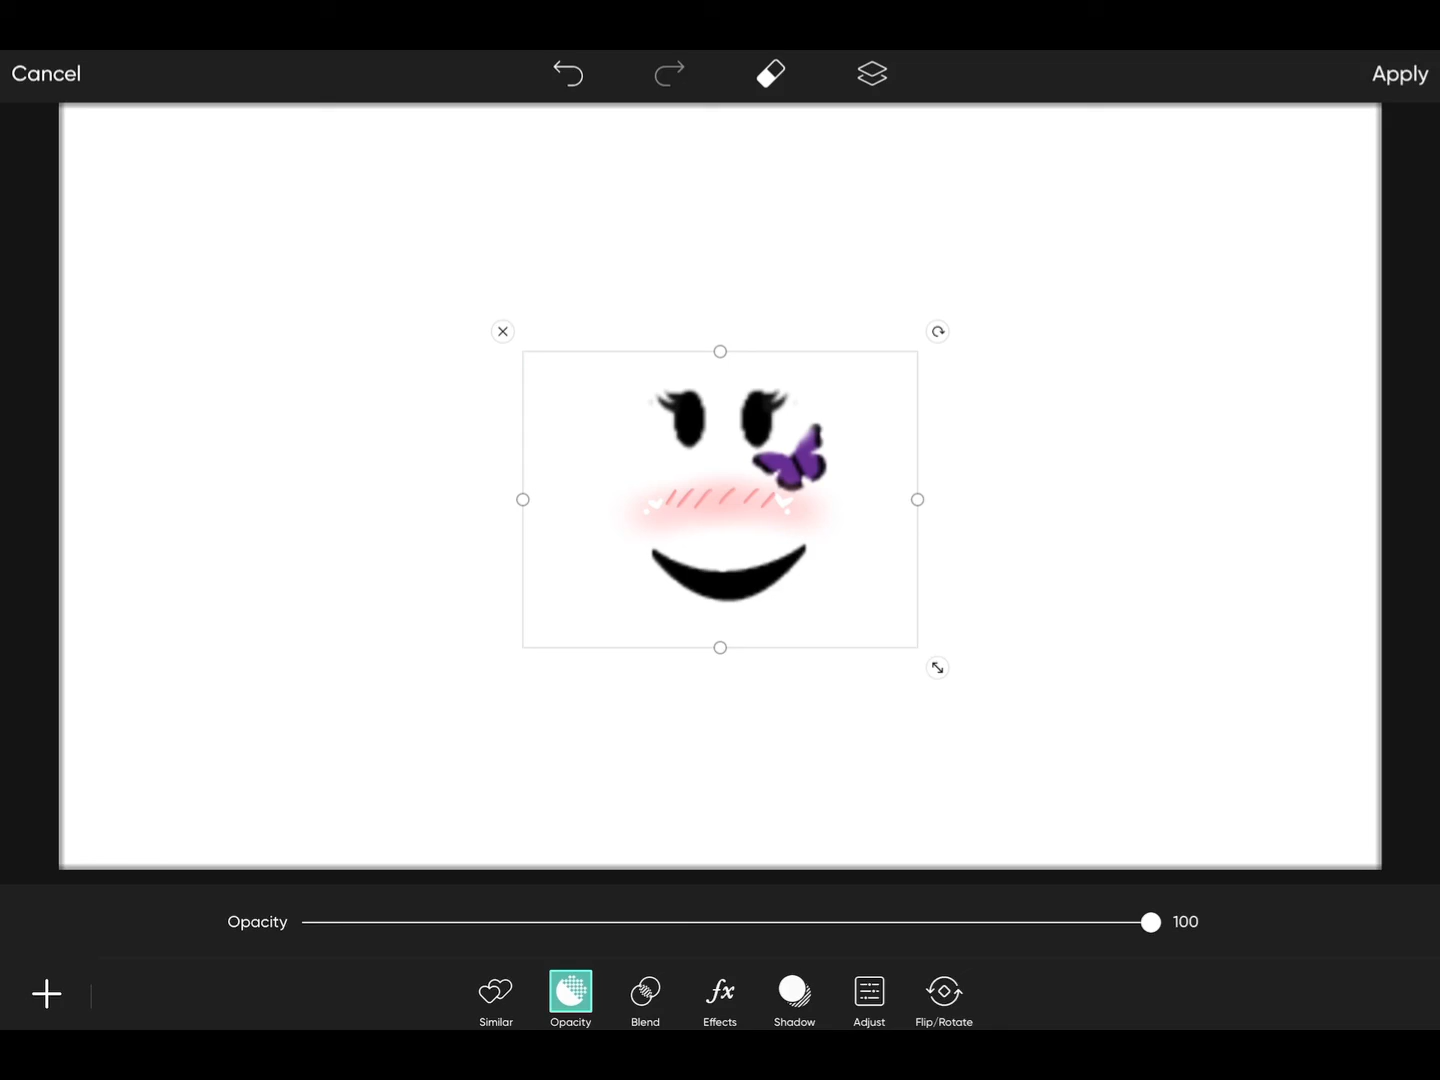 Cancel
Apply
Opacity 100
Similar Opacity Blend fx Effects Shadow Adjust Flip/Rotate